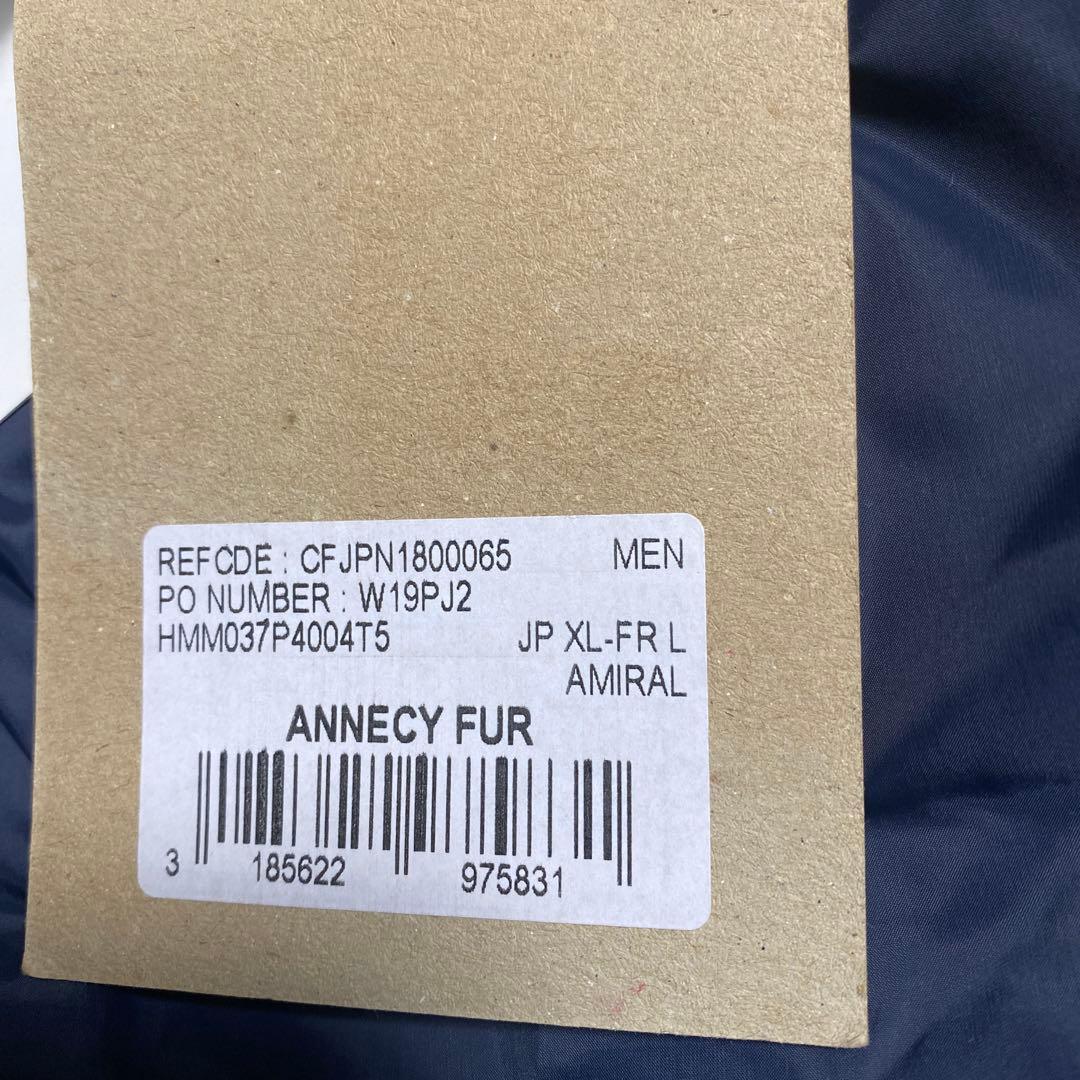 REFCDE : CFJPN1800065 MEN
PO NUMBER : W19PJ2
HMM037P4004T5 JP XL-FR L
AMIRAL
ANNECY FUR
3 185622 975831